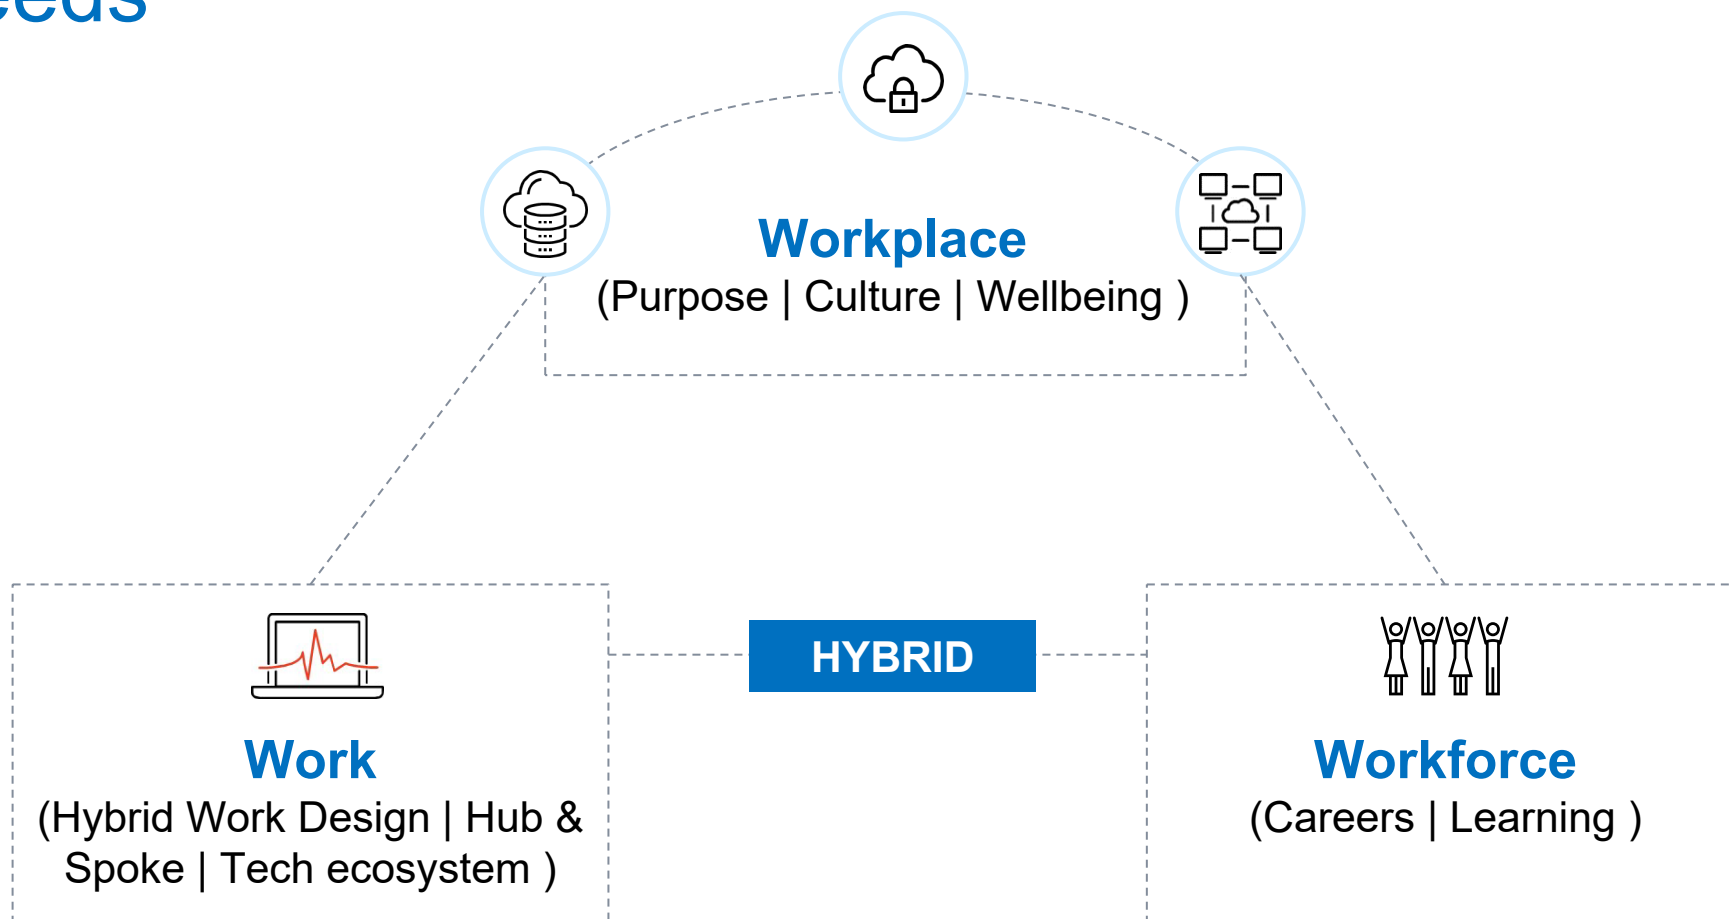 Workplace
(Purpose | Culture | Wellbeing )
HYBRID
Work
(Hybrid Work Design | Hub &
Spoke | Tech ecosystem )
Workforce
(Careers | Learning )